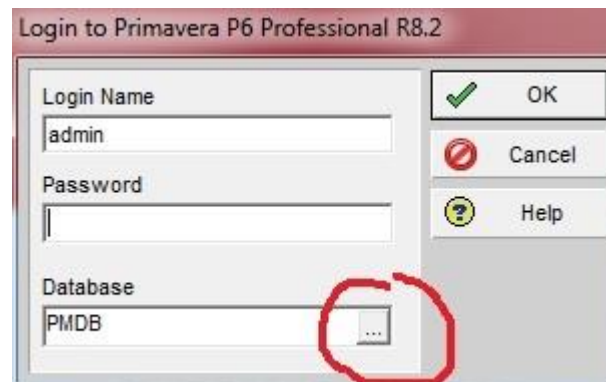 Login to Primavera P6 Professional R8.2
Login Name
admin
Password
Database
PMDB
...
OK
Cancel
Help